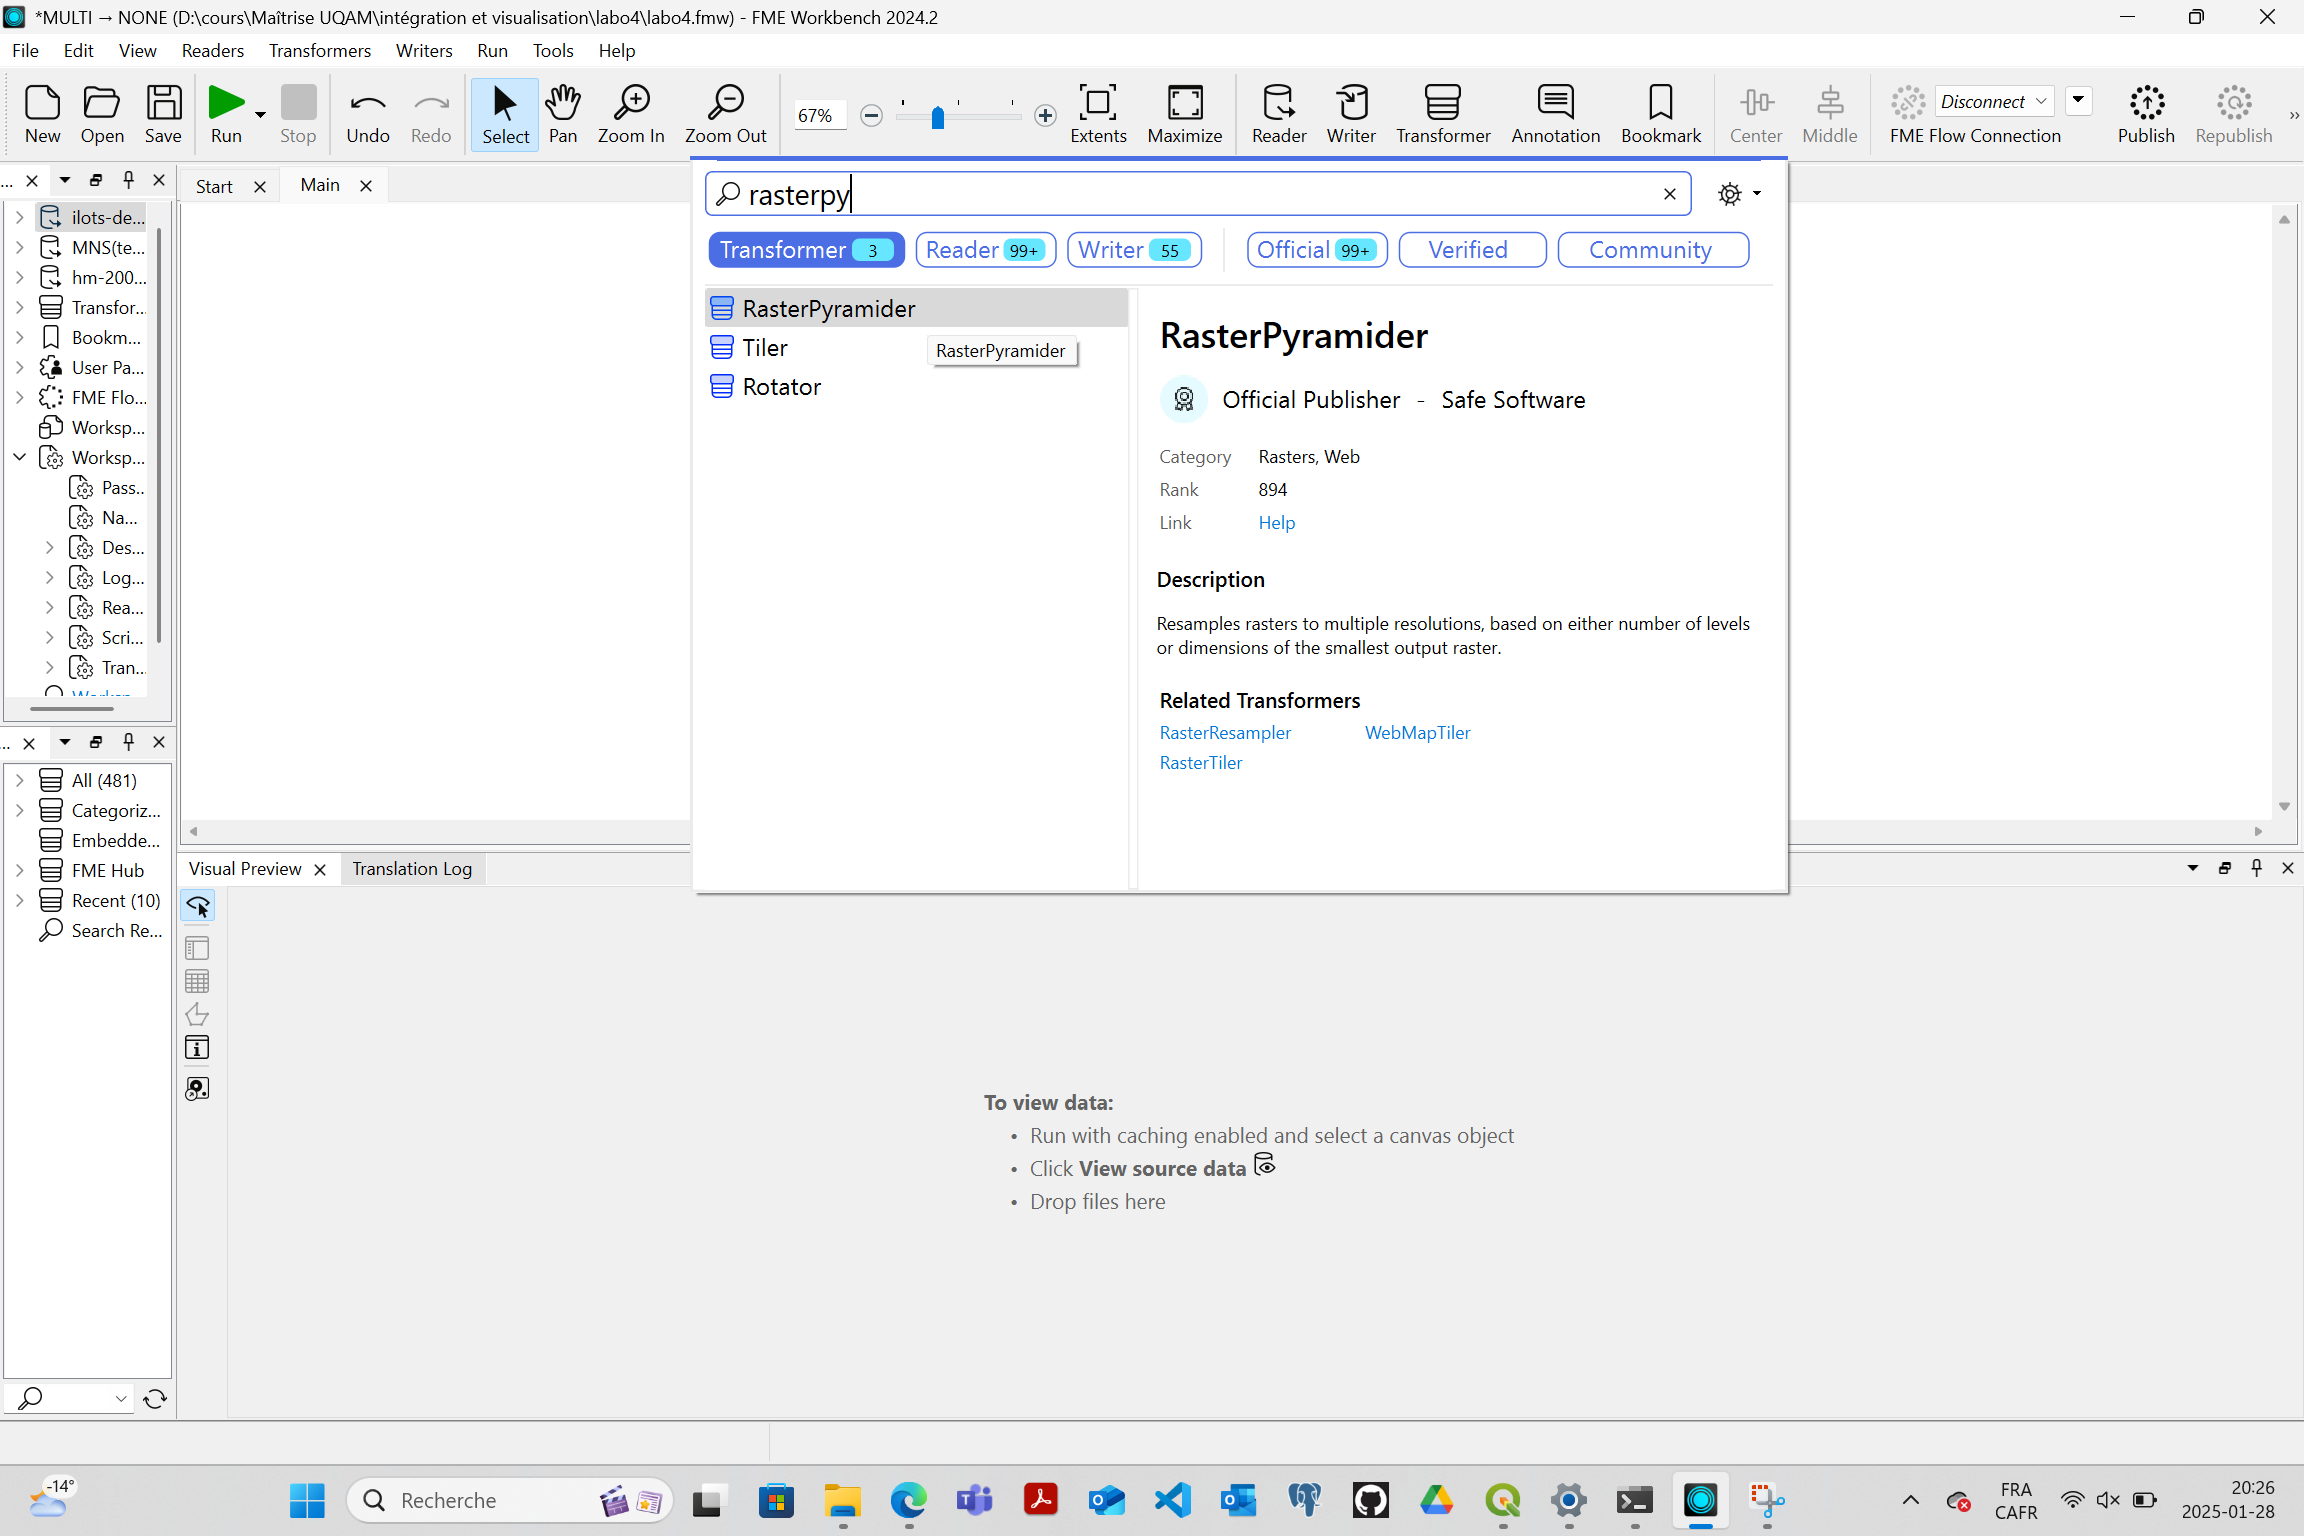 *MULTI → NONE (D:\cours\Maîtrise UQAM\intégration et visualisation\labo4\labo4.fmw) - FME Workbench 2024.2
File Edit View Readers Transformers Writers Run Tools Help
New Open Save Run Stop Undo Redo Select Pan Zoom In Zoom Out 67% Extents Maximize Reader Writer Transformer Annotation Bookmark Center Middle Disconnect FME Flow Connection Publish Republish »
...
Start Main
rasterpy
Transformer 3 Reader 99+ Writer 55 Official 99+ Verified Community
ilots-de...
MNS(te...
hm-200...
Transfor...
Bookm...
User Pa...
FME Flo...
Worksp...
Worksp...
Pass...
Na...
Des...
Log...
Rea...
Scri...
Tran...
RasterPyramider
Tiler
Rotator
RasterPyramider
RasterPyramider
Official Publisher - Safe Software
Category Rasters, Web
Rank 894
Link Help
Description
Resamples rasters to multiple resolutions, based on either number of levels
or dimensions of the smallest output raster.
Related Transformers
RasterResampler WebMapTiler
RasterTiler
...
All (481)
Categoriz...
Embedde...
FME Hub
Recent (10)
Search Re...
Visual Preview Translation Log
To view data:
• Run with caching enabled and select a canvas object
• Click View source data
• Drop files here
-14°
Recherche
FRA
CAFR
20:26
2025-01-28